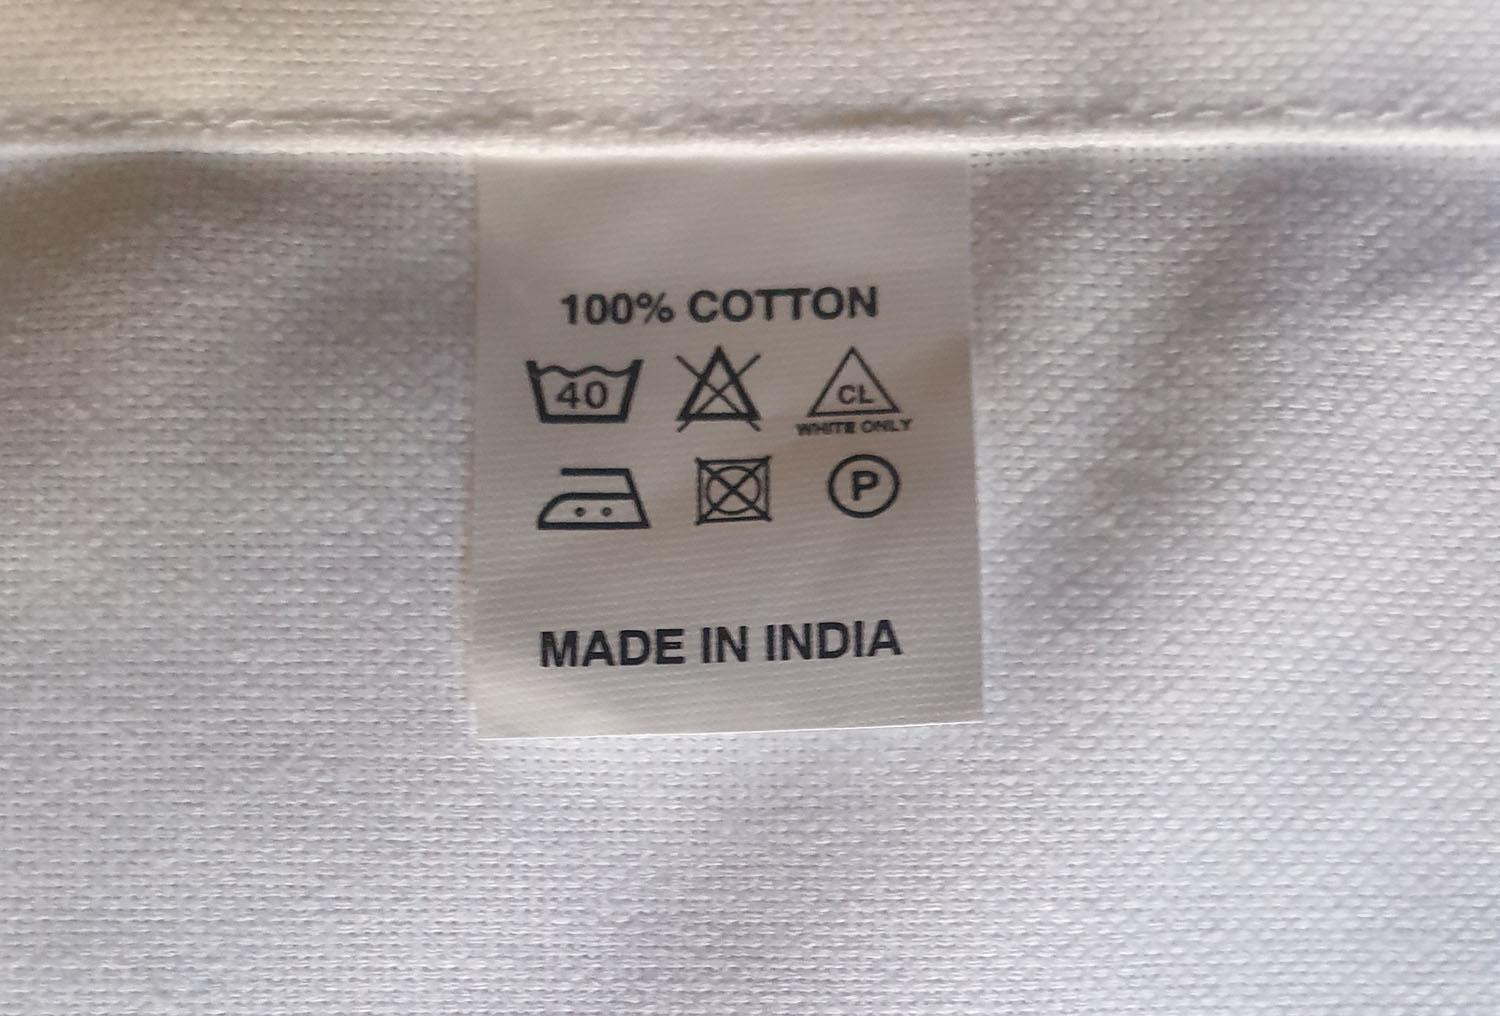 100% COTTON
40
CL
WHITE ONLY
P
MADE IN INDIA